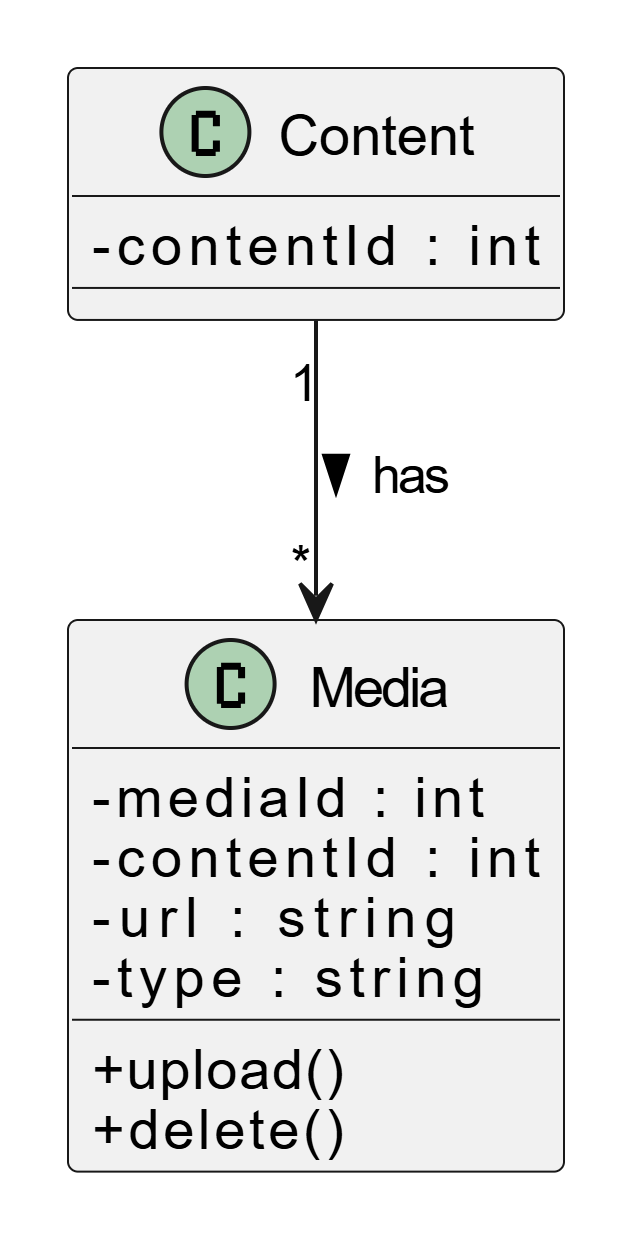 C Content
-contentId : int
1
▼ has
*
C Media
-mediaId : int
-contentId : int
-url : string
-type : string
+upload()
+delete()